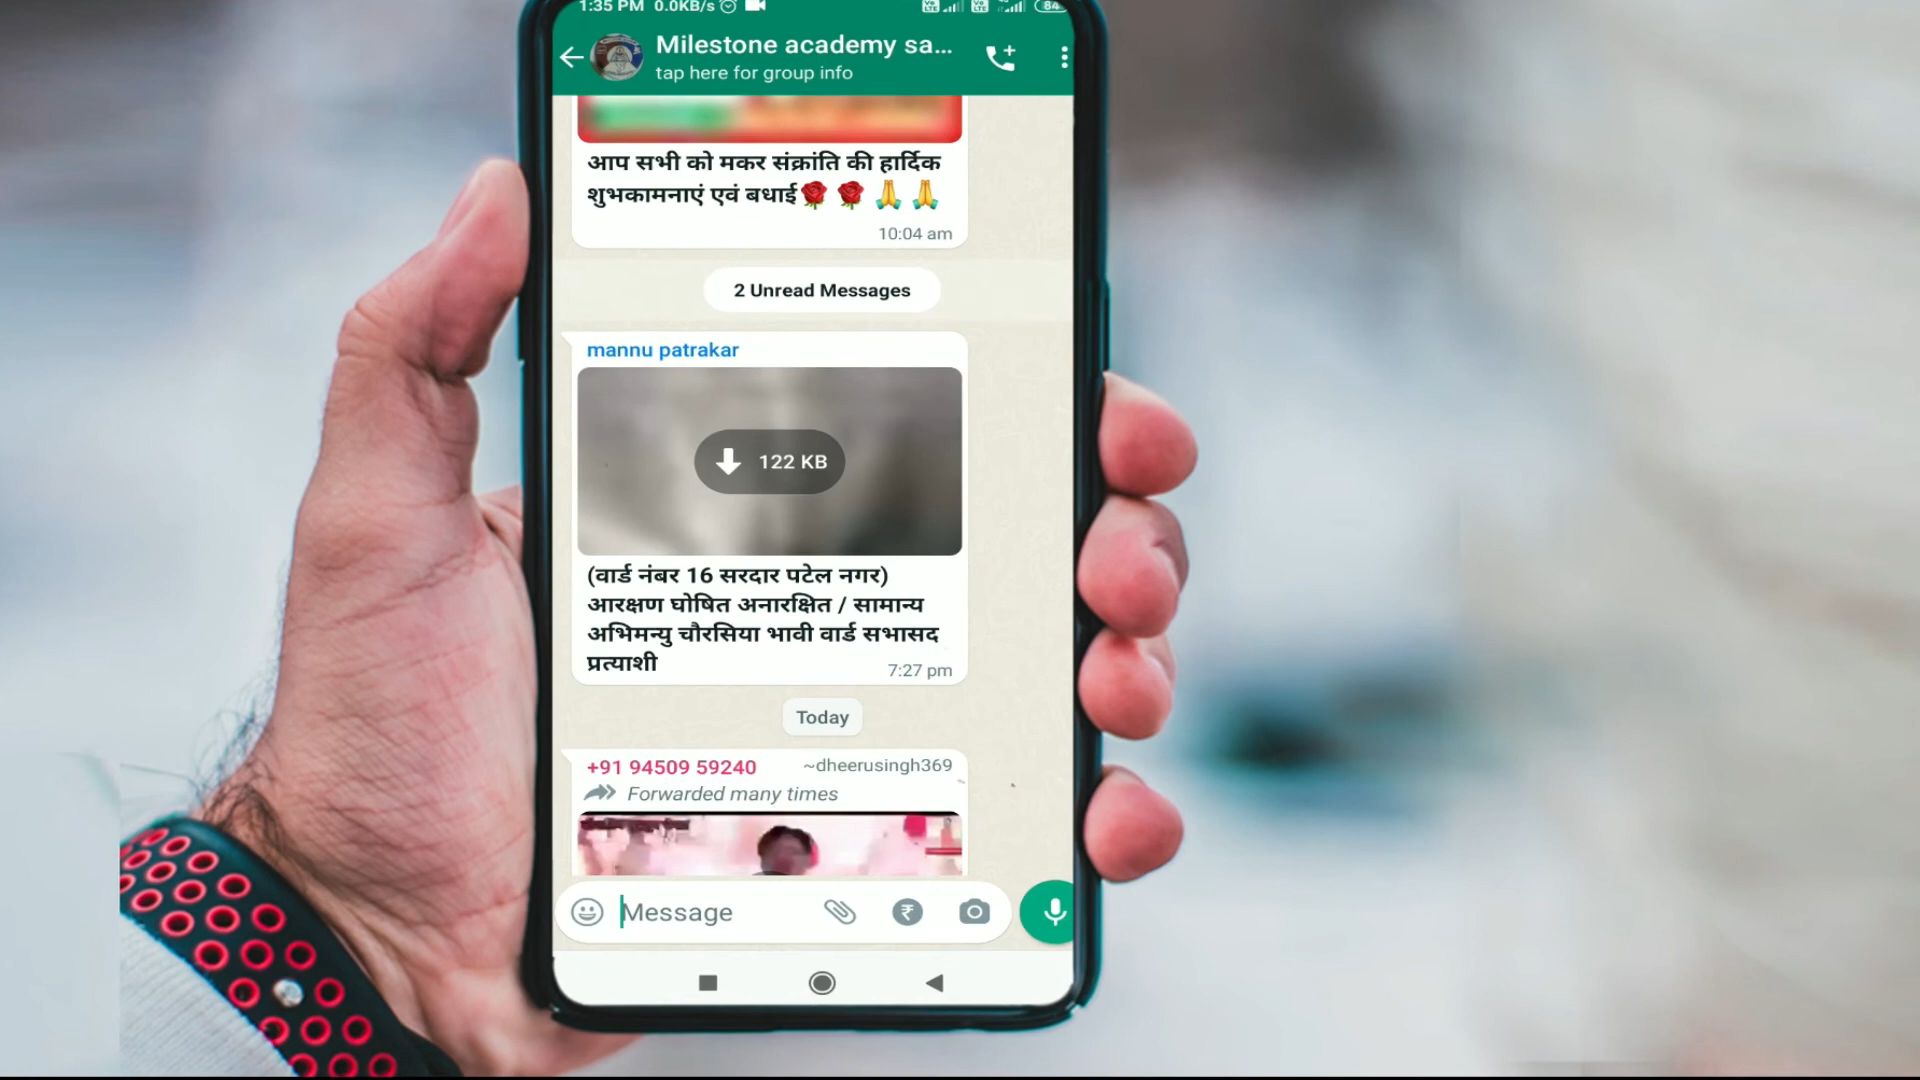 1:35 PM 0.0KB/s
84
Milestone academy sa...
tap here for group info
आप सभी को मकर संक्रांति की हार्दिक
शुभकामनाएं एवं बधाई🌹 🌹 🙏 🙏
10:04 am
2 Unread Messages
mannu patrakar
122 KB
(वार्ड नंबर 16 सरदार पटेल नगर)
आरक्षण घोषित अनारक्षित / सामान्य
अभिमन्यु चौरसिया भावी वार्ड सभासद
प्रत्याशी
7:27 pm
Today
+91 94509 59240 ~dheerusingh369
Forwarded many times
Message